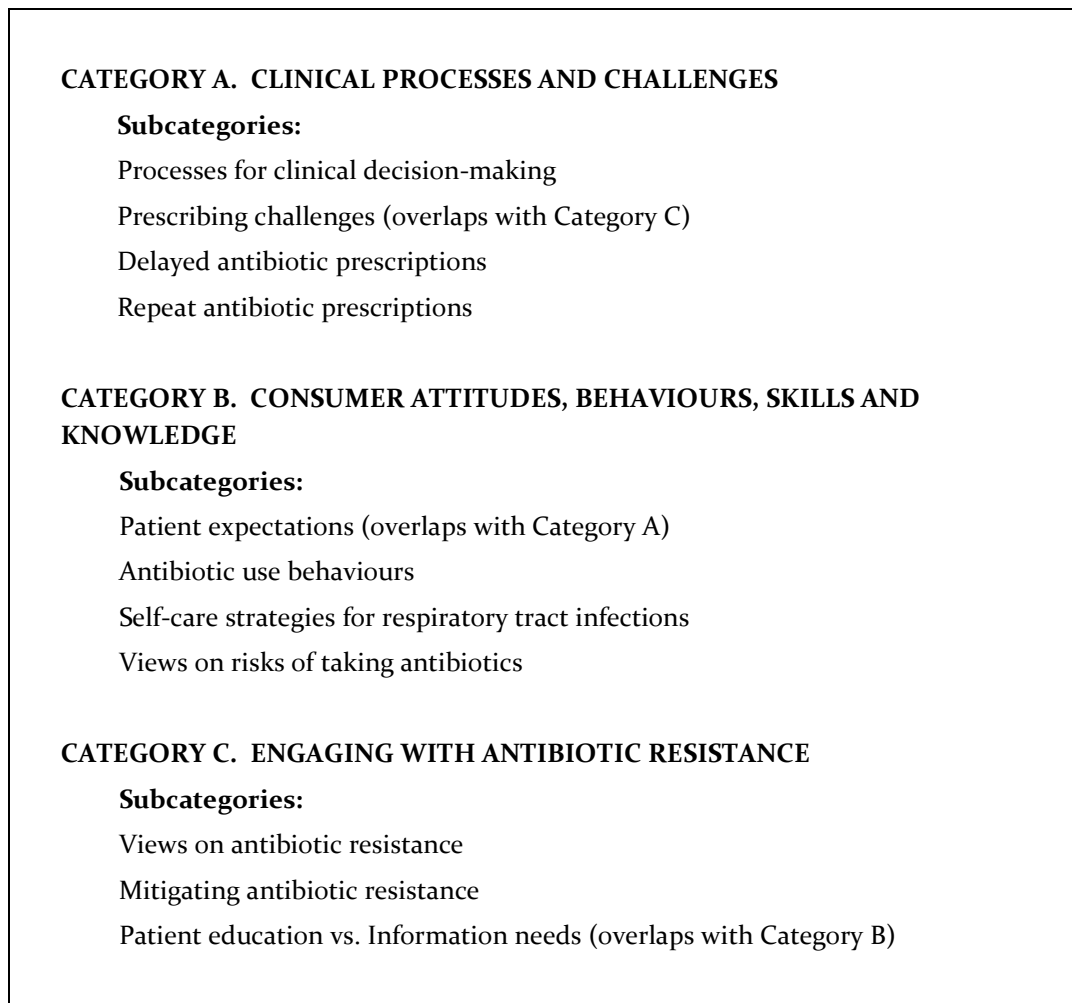 CATEGORY A.  CLINICAL PROCESSES AND CHALLENGES
Subcategories:
Processes for clinical decision-making
Prescribing challenges (overlaps with Category C)
Delayed antibiotic prescriptions
Repeat antibiotic prescriptions
CATEGORY B.  CONSUMER ATTITUDES, BEHAVIOURS, SKILLS AND
KNOWLEDGE
Subcategories:
Patient expectations (overlaps with Category A)
Antibiotic use behaviours
Self-care strategies for respiratory tract infections
Views on risks of taking antibiotics
CATEGORY C.  ENGAGING WITH ANTIBIOTIC RESISTANCE
Subcategories:
Views on antibiotic resistance
Mitigating antibiotic resistance
Patient education vs. Information needs (overlaps with Category B)